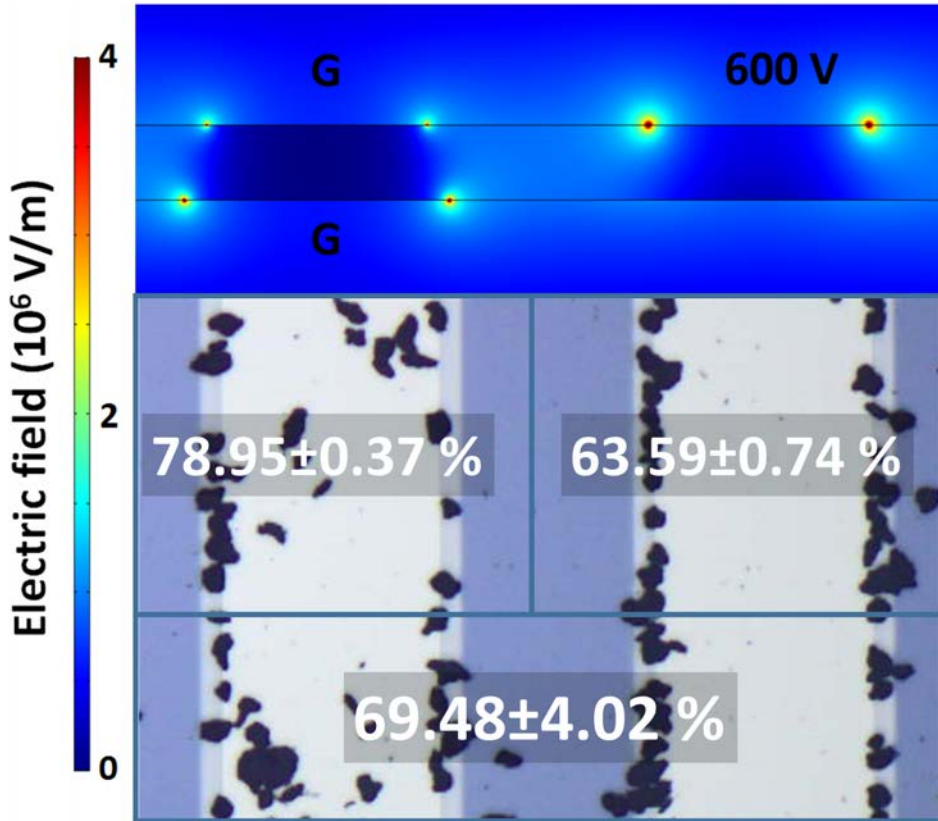 Electric field (10⁶ V/m)
4
2
0
G
600 V
G
78.95±0.37 %
63.59±0.74 %
69.48±4.02 %